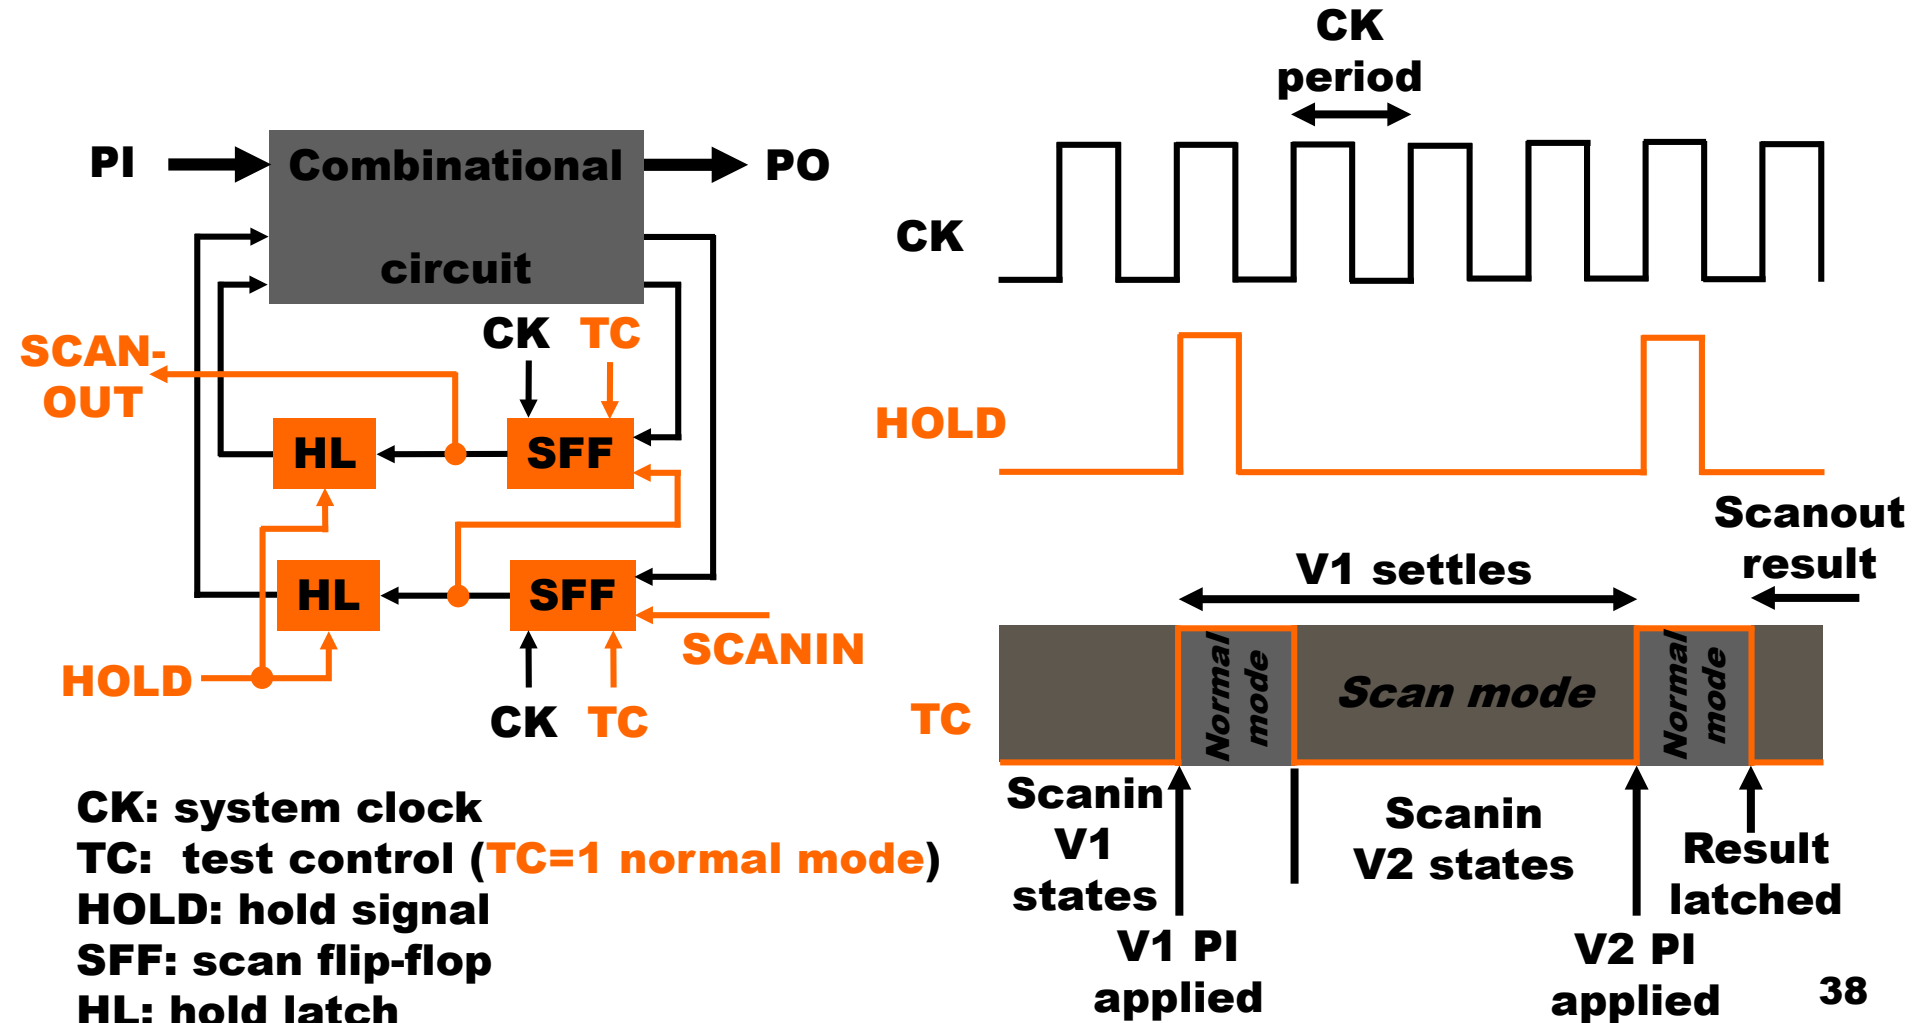 PI
Combinational
circuit
PO
CK TC
SCAN-
OUT
HL
SFF
HL
SFF
SCANIN
HOLD
CK TC
CK: system clock
TC: test control (TC=1 normal mode)
HOLD: hold signal
SFF: scan flip-flop
HL: hold latch
CK
period
CK
HOLD
Scanout
result
V1 settles
TC
Normal
mode
Scan mode
Normal
mode
Scanin
V1
states
Scanin
V2 states
Result
latched
V1 PI
applied
V2 PI
applied
38